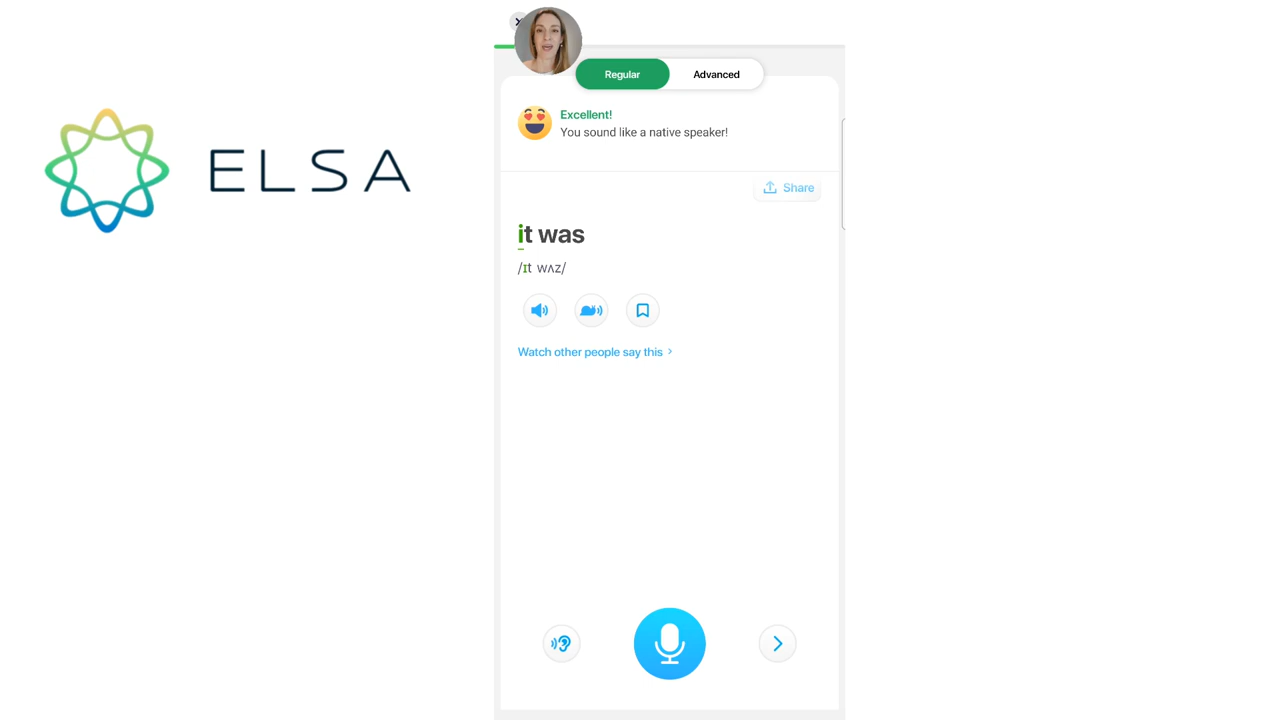 ELSA
Regular
Advanced
Excellent!
You sound like a native speaker!
Share
it was
/ɪt wʌz/
Watch other people say this